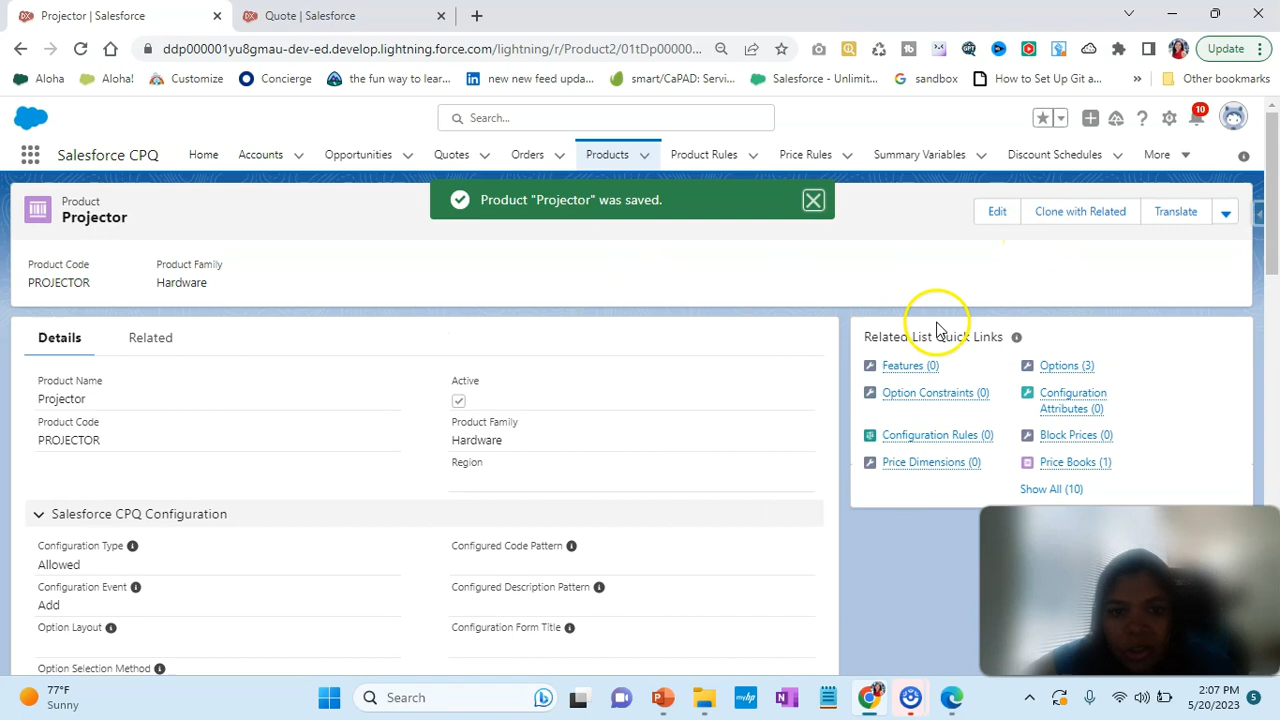 Projector | Salesforce
Quote | Salesforce
ddp000001yu8gmau-dev-ed.develop.lightning.force.com/lightning/r/Product2/01tDp0000...
Update
Aloha
Aloha!
Customize
Concierge
the fun way to lear...
new new feed upda...
smart/CaPAD: Servi...
Salesforce - Unlimit...
sandbox
How to Set Up Git a...
»
Other bookmarks
Search...
10
Salesforce CPQ
Home
Accounts
Opportunities
Quotes
Orders
Products
Product Rules
Price Rules
Summary Variables
Discount Schedules
More
Product
Projector
Product "Projector" was saved.
Edit
Clone with Related
Translate
Product Code
Product Family
PROJECTOR
Hardware
Details
Related
Product Name
Active
Projector
Product Code
Product Family
PROJECTOR
Hardware
Region
Salesforce CPQ Configuration
Configuration Type
Configured Code Pattern
Allowed
Configuration Event
Configured Description Pattern
Add
Option Layout
Configuration Form Title
Option Selection Method
Related List Quick Links
Features (0)
Options (3)
Option Constraints (0)
Configuration
Attributes (0)
Configuration Rules (0)
Block Prices (0)
Price Dimensions (0)
Price Books (1)
Show All (10)
77°F
Sunny
Search
myhp
2:07 PM
5/20/2023
5